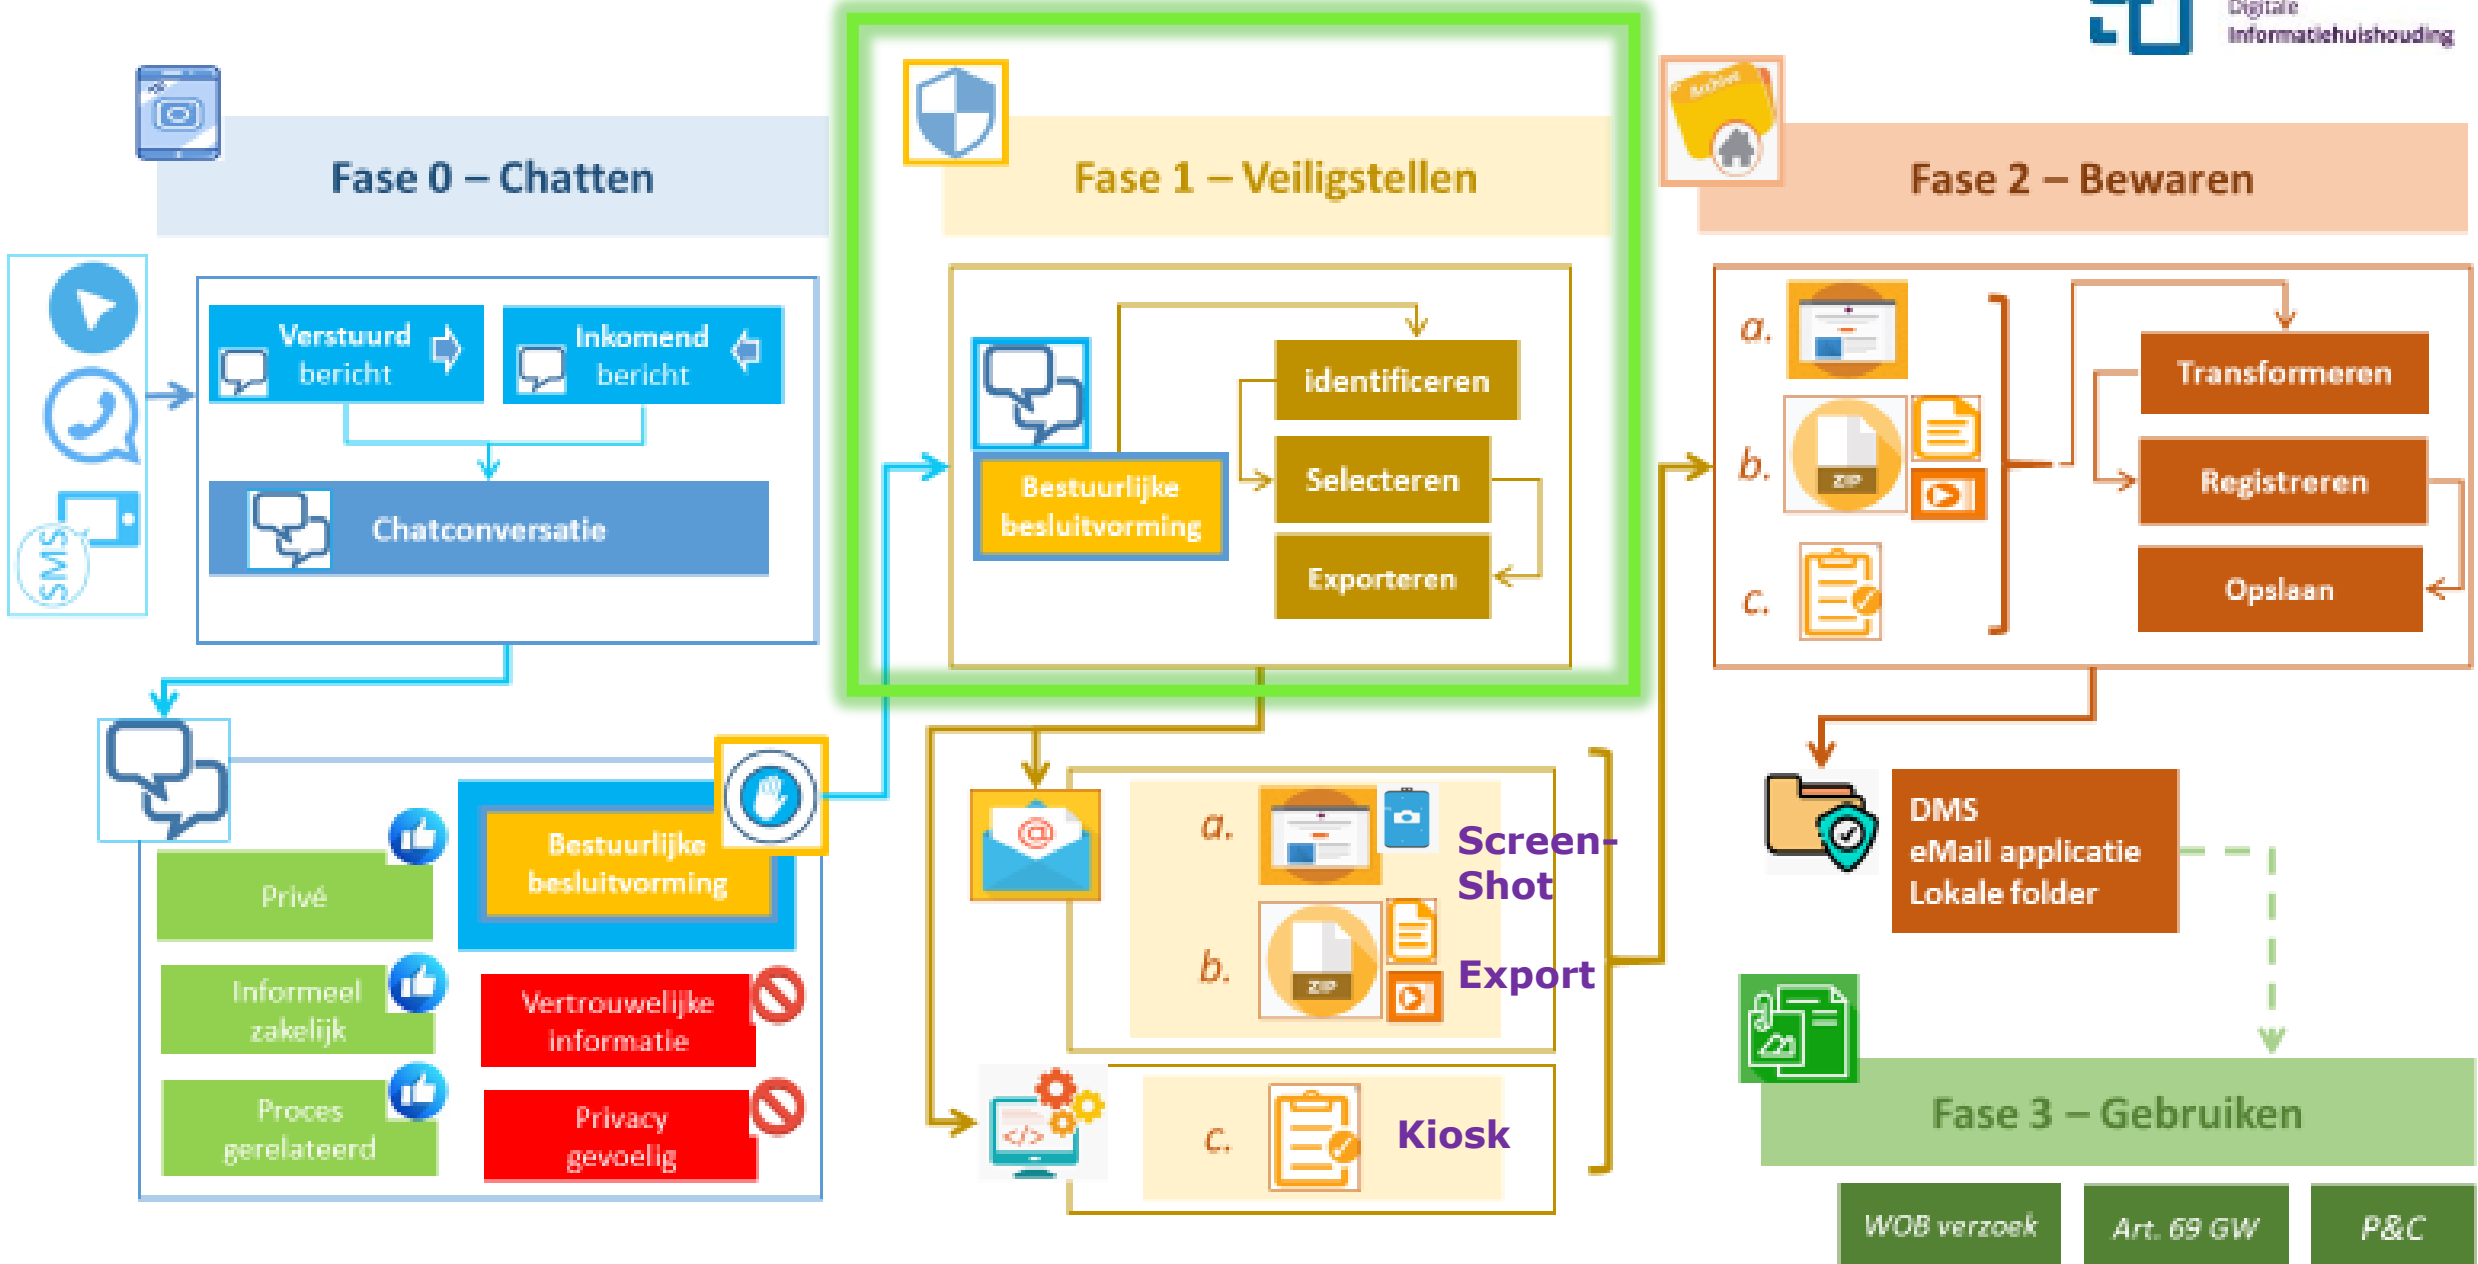 Digitale
Informatiehuishouding
Fase 0 – Chatten
Verstuurd
bericht
Inkomend
bericht
Chatconversatie
SMS
Privé
Informeel
zakelijk
Proces
gerelateerd
Bestuurlijke
besluitvorming
Vertrouwelijke
informatie
Privacy
gevoelig
Fase 1 – Veiligstellen
Bestuurlijke
besluitvorming
identificeren
Selecteren
Exporteren
@
a.
Screen-
Shot
b.
ZIP
Export
</>
c.
Kiosk
Archive
Fase 2 – Bewaren
a.
b.
ZIP
c.
Transformeren
Registreren
Opslaan
DMS
eMail applicatie
Lokale folder
Fase 3 – Gebruiken
WOB verzoek
Art. 69 GW
P&C